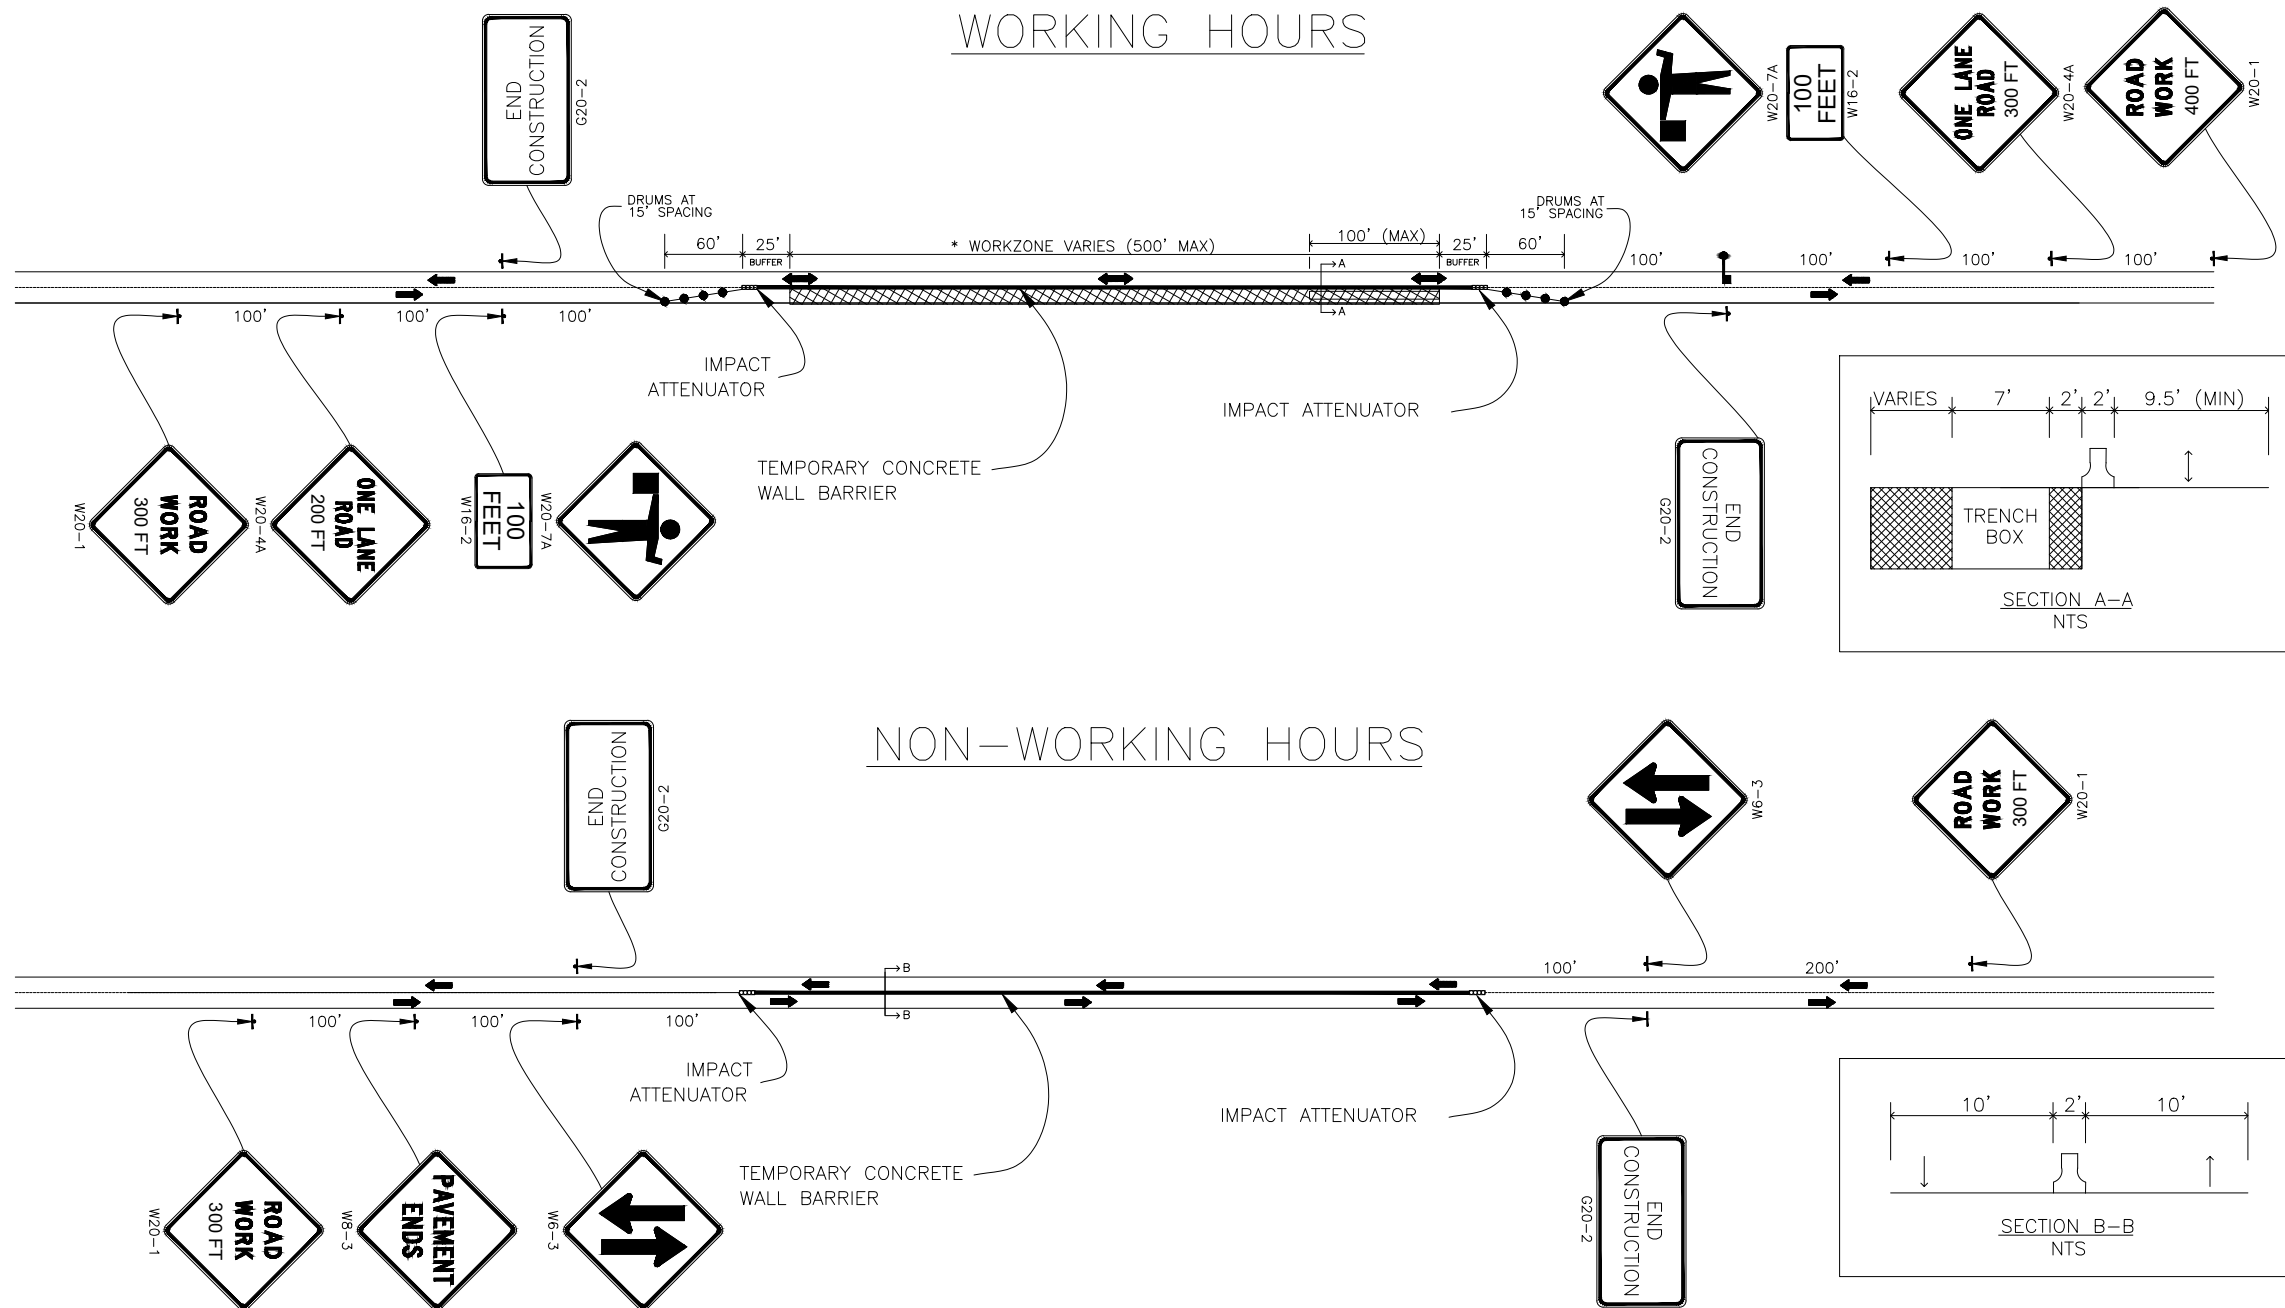 WORKING HOURS
END
CONSTRUCTION
G20-2
W20-7A
100
FEET
W16-2
ONE LANE
ROAD
300 FT
W20-4A
ROAD
WORK
400 FT
W20-1
DRUMS AT
15' SPACING
DRUMS AT
15' SPACING
60'
25'
BUFFER
* WORKZONE VARIES (500' MAX)
100' (MAX)
25'
BUFFER
60'
100'
100'
100'
100'
A
A
100'
100'
100'
IMPACT
ATTENUATOR
IMPACT ATTENUATOR
TEMPORARY CONCRETE
WALL BARRIER
ROAD
WORK
300 FT
W20-1
ONE LANE
ROAD
200 FT
W20-4A
100
FEET
W16-2
W20-7A
END
CONSTRUCTION
G20-2
VARIES
7'
2'
2'
9.5' (MIN)
TRENCH
BOX
SECTION A-A
NTS
NON-WORKING HOURS
END
CONSTRUCTION
G20-2
W6-3
ROAD
WORK
300 FT
W20-1
B
B
100'
200'
100'
100'
100'
IMPACT
ATTENUATOR
IMPACT ATTENUATOR
TEMPORARY CONCRETE
WALL BARRIER
ROAD
WORK
300 FT
W20-1
PAVEMENT
ENDS
W8-3
W6-3
END
CONSTRUCTION
G20-2
10'
2'
10'
SECTION B-B
NTS